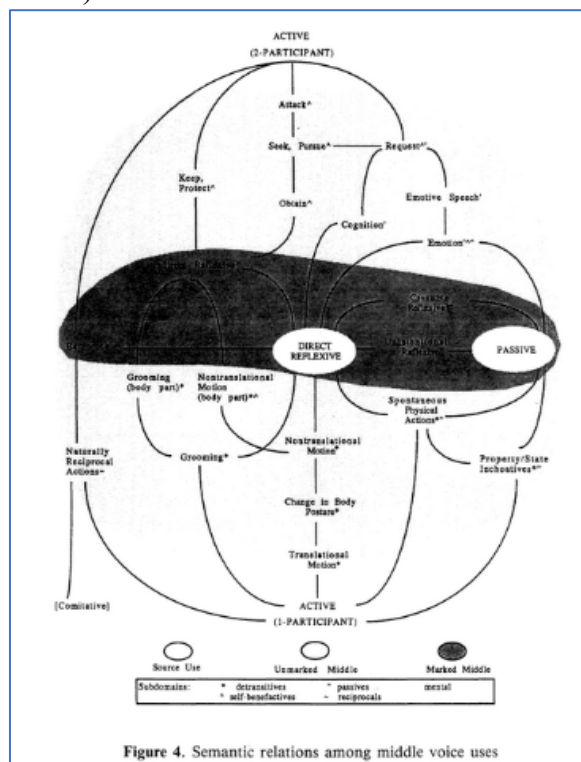 ACTIVE
(2-PARTICIPANT)
Attack^
Seek, Pursue^
Request^'
Keep,
Protect^
Emotive Speech'
Obtain^
Cognition'
Emotion'^
DIRECT
REFLEXIVE
PASSIVE
Grooming
(body part)*
Nontranslational
Motion
(body part)*^
Spontaneous
Physical
Actions*"
Naturally
Reciprocal
Actions~
Grooming*
Nontranslational
Motion*
Property/State
Inchoatives*"
Change in Body
Posture*
Translational
Motion*
[Comitative]
ACTIVE
(1-PARTICIPANT)
Source Use
Unmarked Middle
Marked Middle
Subdomains: * detransitives " passives mental
^ self-benefactives ~ reciprocals
Figure 4. Semantic relations among middle voice uses